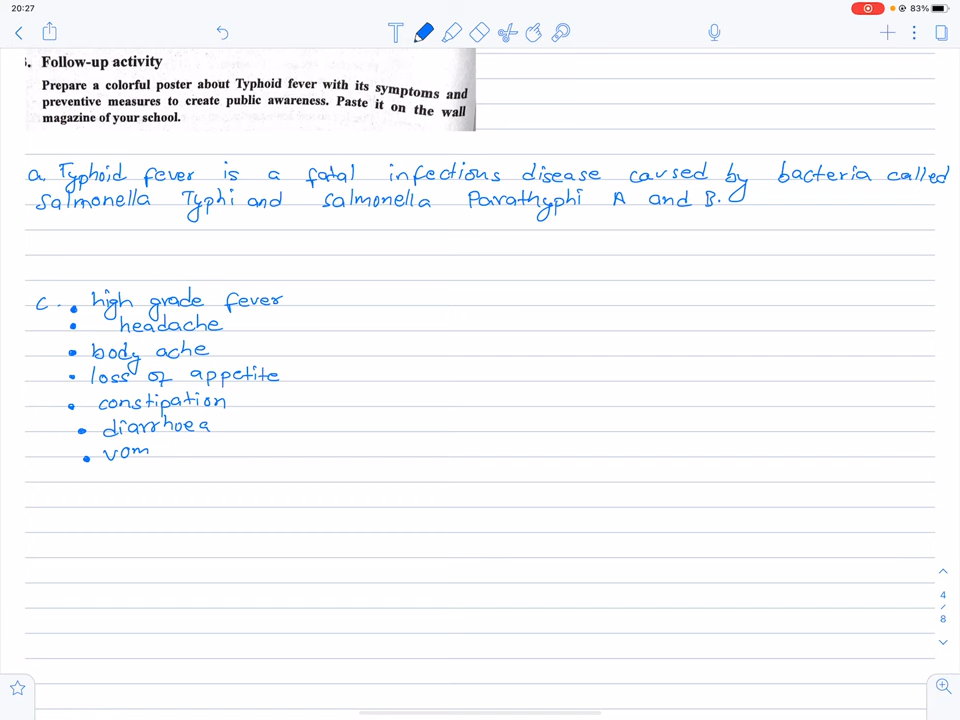 20:27
83%
. Follow-up activity
Prepare a colorful poster about Typhoid fever with its symptoms and
preventive measures to create public awareness. Paste it on the wall
magazine of your school.
a. Typhoid fever is a fatal infections disease caused by bacteria called
Salmonella Typhi and salmonella Parathyphi A and B.
c. • high grade fever
• headache
• body ache
• loss of appetite
• constipation
• diarrhoea
• vom
4
/
8